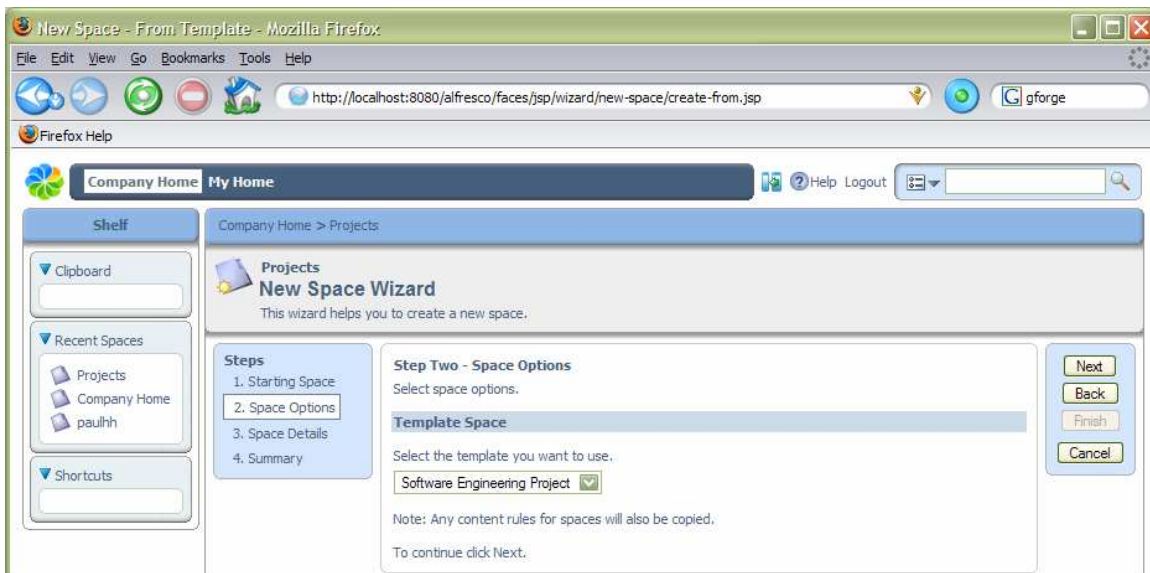 New Space - From Template - Mozilla Firefox
File Edit View Go Bookmarks Tools Help
http://localhost:8080/alfresco/faces/jsp/wizard/new-space/create-from.jsp
G gforge
Firefox Help
Company Home My Home
Help Logout
Shelf
Company Home > Projects
Clipboard
Projects
New Space Wizard
This wizard helps you to create a new space.
Recent Spaces
Projects
Company Home
paulhh
Shortcuts
Steps
1. Starting Space
2. Space Options
3. Space Details
4. Summary
Step Two - Space Options
Select space options.
Template Space
Select the template you want to use.
Software Engineering Project
Note: Any content rules for spaces will also be copied.
To continue click Next.
Next
Back
Finish
Cancel